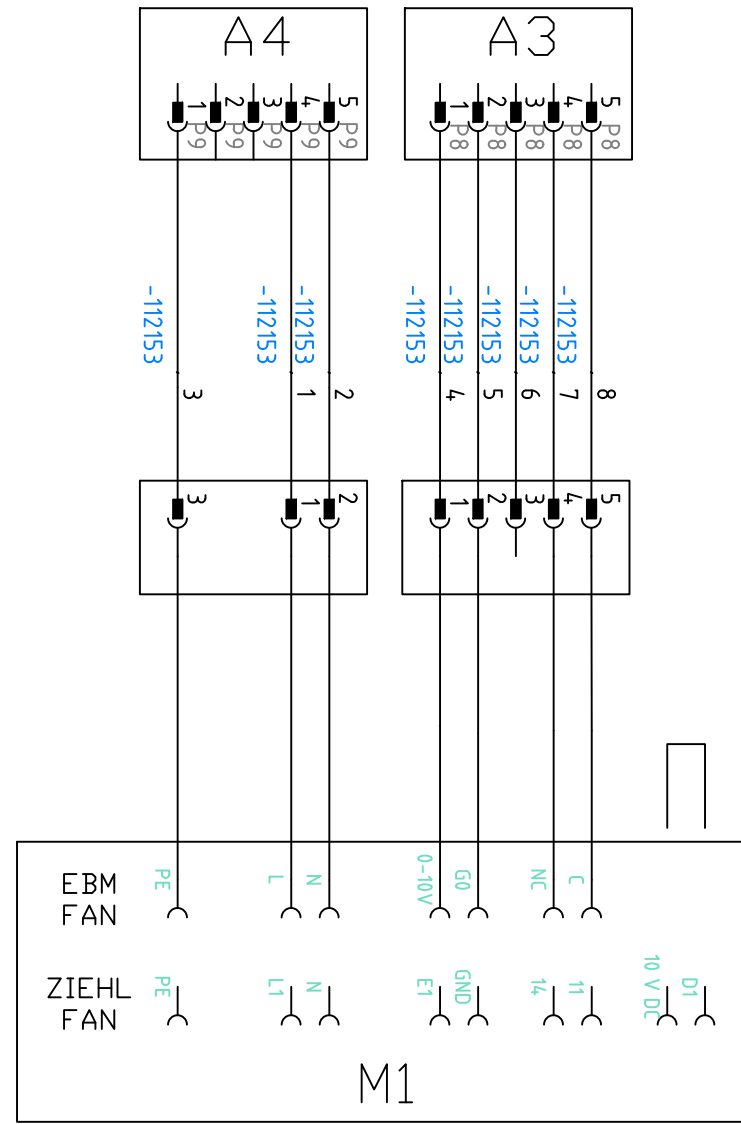 A4 A3
1 2 3 4 5 1 2 3 4 5
P9 P9 P9 P9 P9 P8 P8 P8 P8 P8
-112153 -112153 -112153 -112153 -112153 -112153 -112153 -112153
3 1 2 4 5 6 7 8
3 1 2 1 2 3 4 5
EBM PE L N 0-10V G0 NC C
FAN
ZIEHL PE L1 N E1 GND 14 11 10 V DC D1
FAN
M1